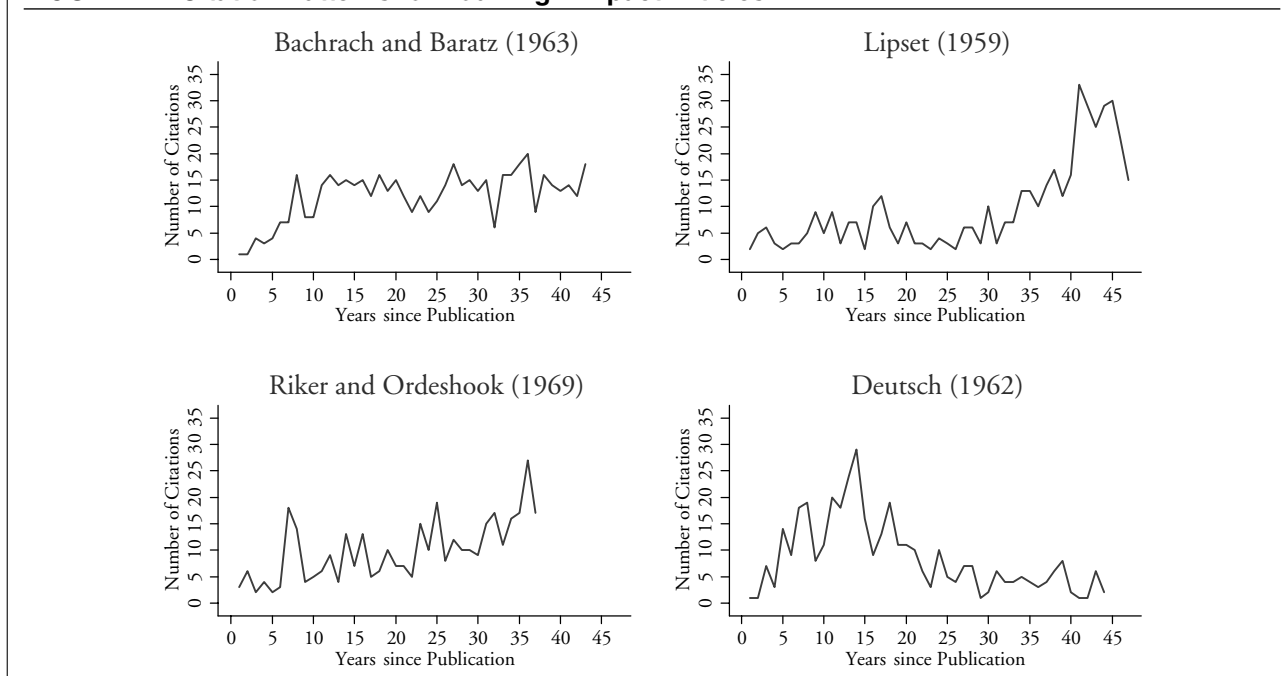 Bachrach and Baratz (1963)
Number of Citations
0 5 10 15 20 25 30 35
0 5 10 15 20 25 30 35 40 45
Years since Publication
Lipset (1959)
Number of Citations
0 5 10 15 20 25 30 35
0 5 10 15 20 25 30 35 40 45
Years since Publication
Riker and Ordeshook (1969)
Number of Citations
0 5 10 15 20 25 30 35
0 5 10 15 20 25 30 35 40 45
Years since Publication
Deutsch (1962)
Number of Citations
0 5 10 15 20 25 30 35
0 5 10 15 20 25 30 35 40 45
Years since Publication